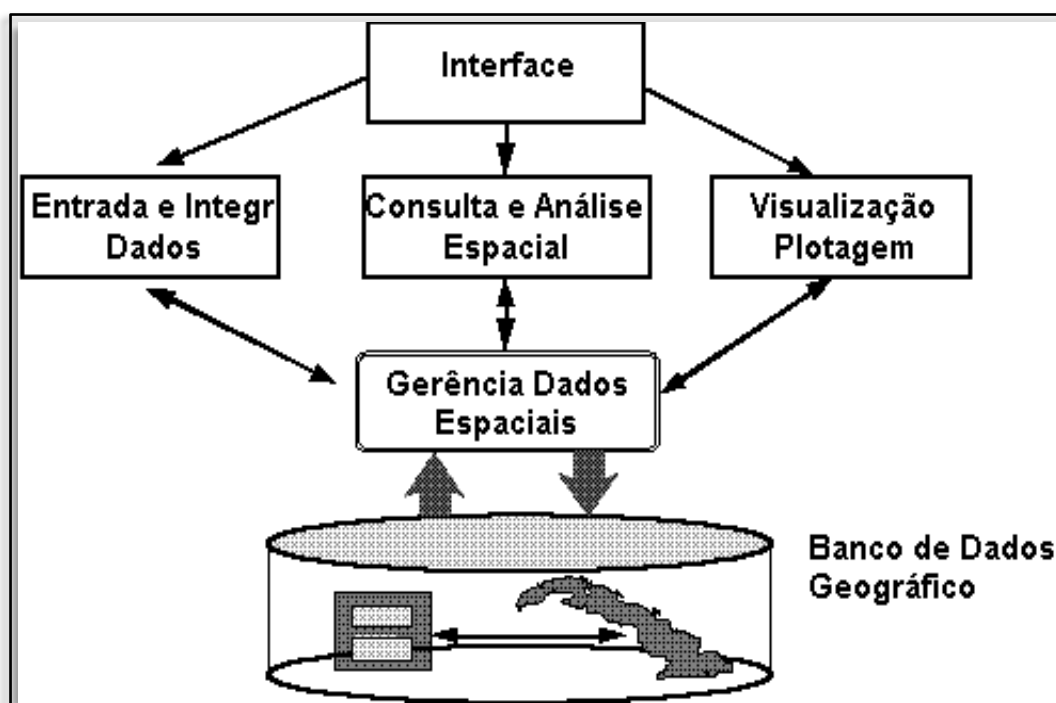 Interface
Entrada e Integr
Dados
Consulta e Análise
Espacial
Visualização
Plotagem
Gerência Dados
Espaciais
Banco de Dados
Geográfico